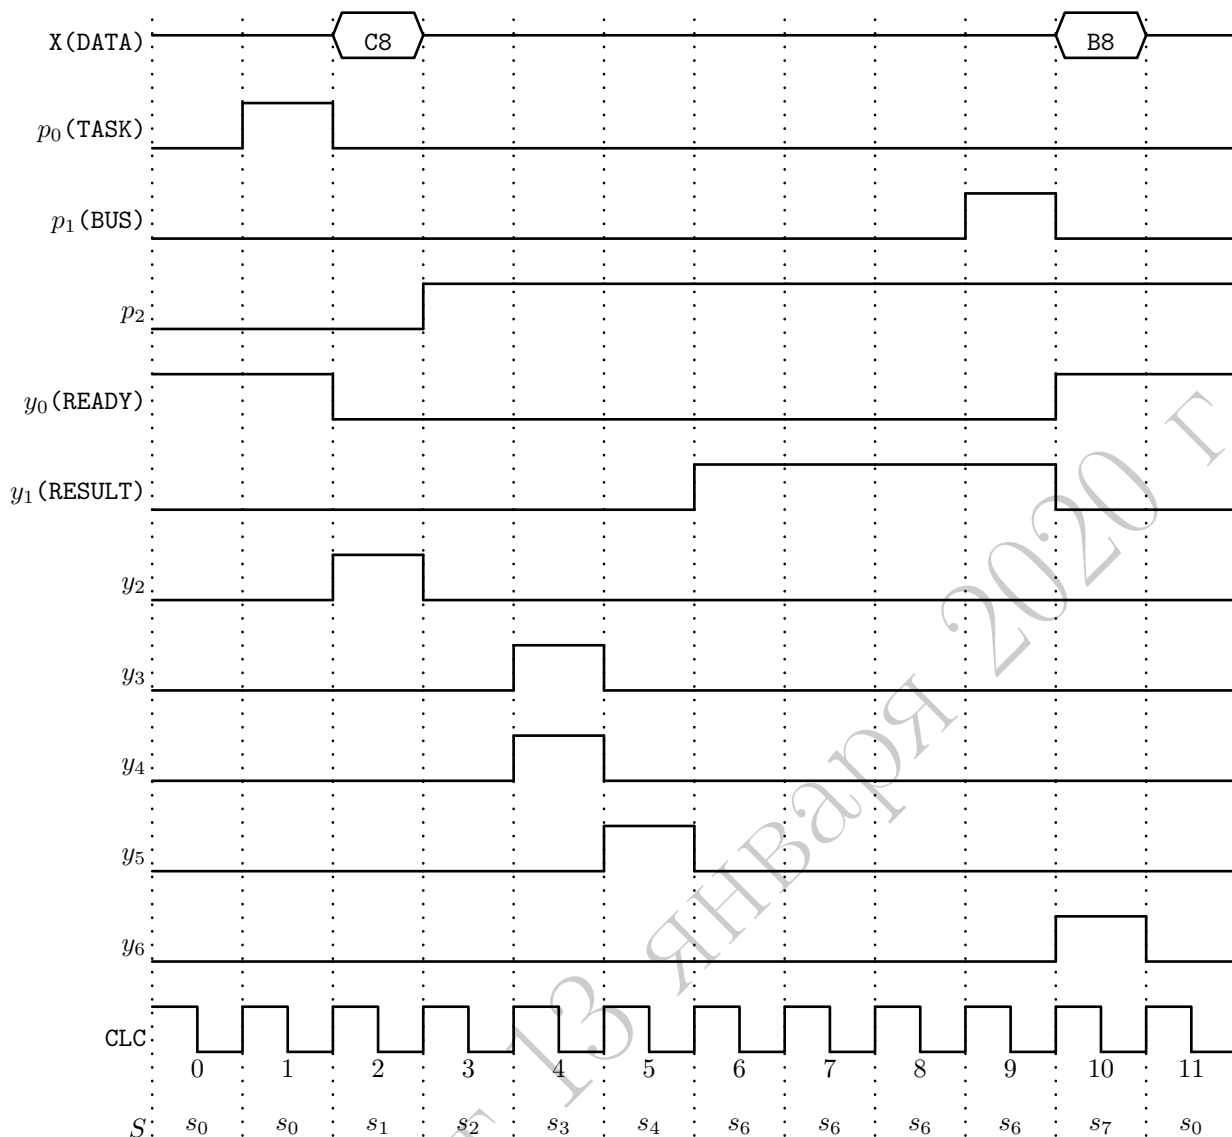 X(DATA) C8 B8
p0(TASK)
p1(BUS)
p2
y0(READY)
y1(RESULT)
y2
y3
y4
y5
y6
CLC
0 1 2 3 4 5 6 7 8 9 10 11
S s0 s0 s1 s2 s3 s4 s6 s6 s6 s6 s7 s0
13 января 2020 г